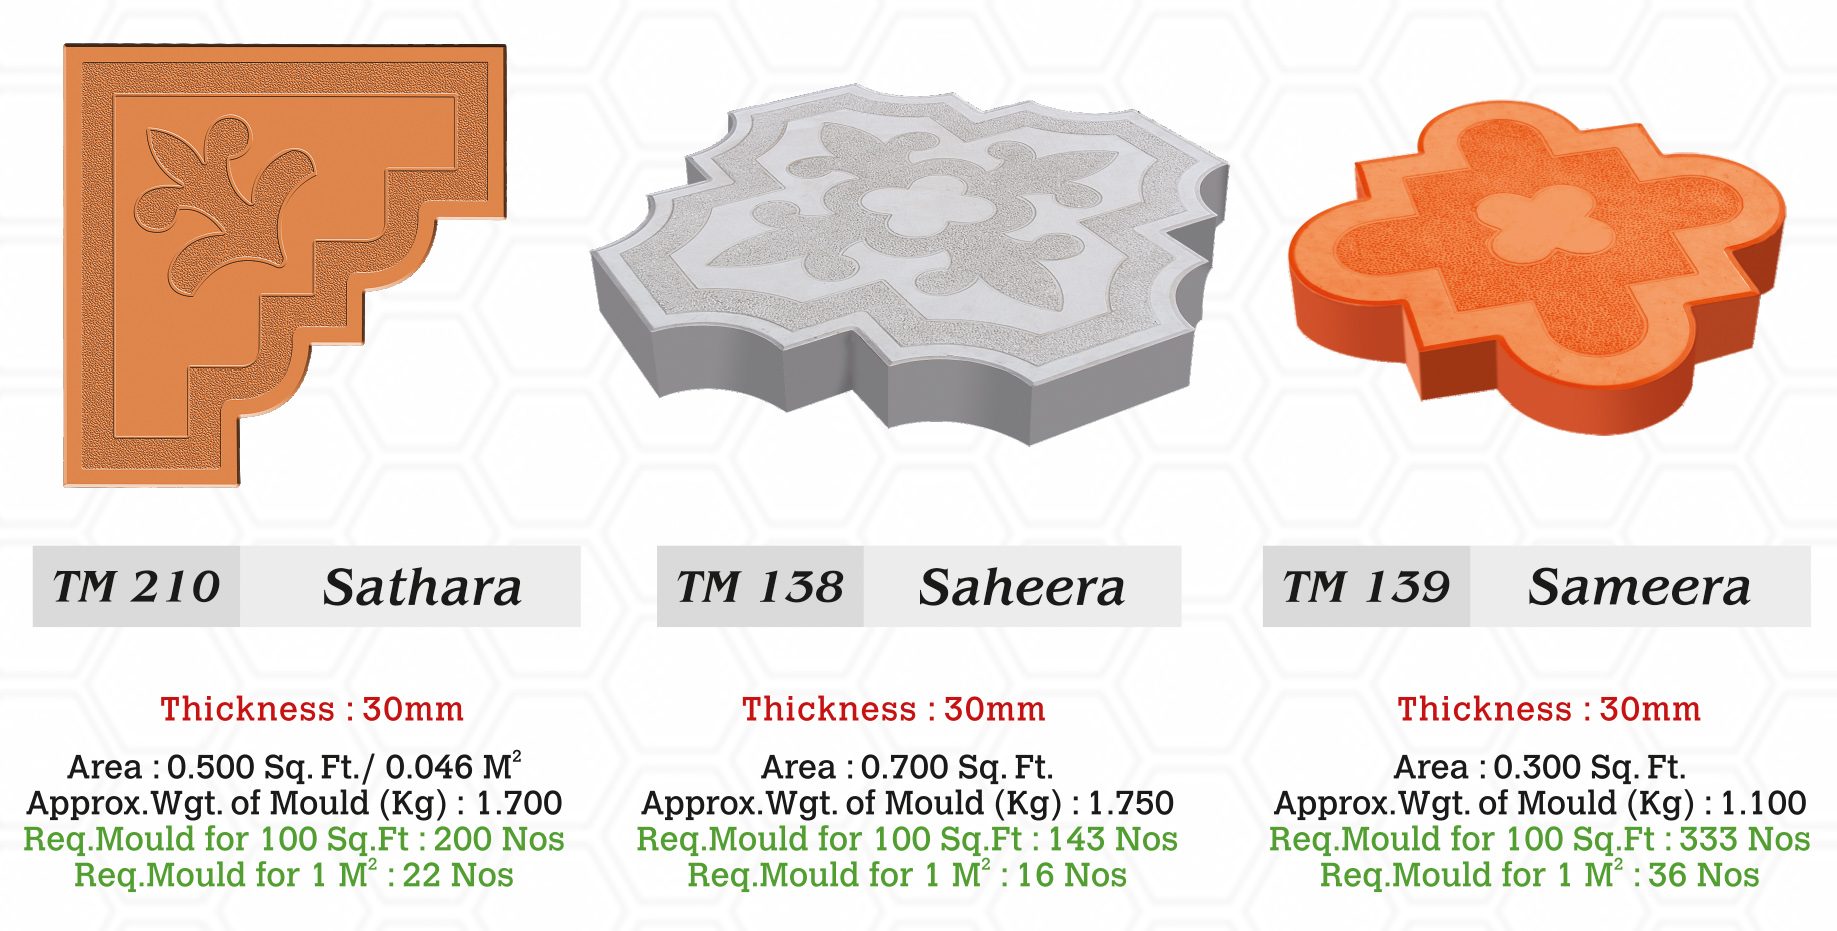 TM 210 Sathara
Thickness : 30mm
Area : 0.500 Sq. Ft./ 0.046 M²
Approx.Wgt. of Mould (Kg) : 1.700
Req.Mould for 100 Sq.Ft : 200 Nos
Req.Mould for 1 M² : 22 Nos
TM 138 Saheera
Thickness : 30mm
Area : 0.700 Sq. Ft.
Approx.Wgt. of Mould (Kg) : 1.750
Req.Mould for 100 Sq.Ft : 143 Nos
Req.Mould for 1 M² : 16 Nos
TM 139 Sameera
Thickness : 30mm
Area : 0.300 Sq. Ft.
Approx.Wgt. of Mould (Kg) : 1.100
Req.Mould for 100 Sq.Ft : 333 Nos
Req.Mould for 1 M² : 36 Nos